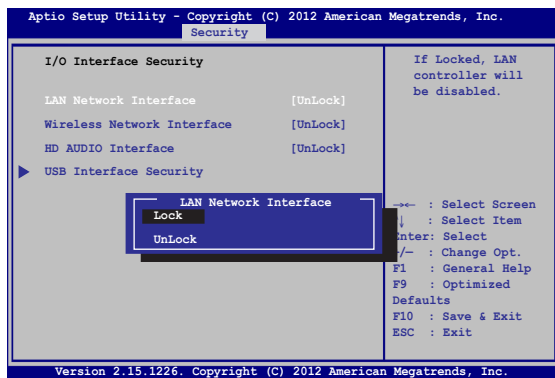 Aptio Setup Utility - Copyright (C) 2012 American Megatrends, Inc.
Security
I/O Interface Security
LAN Network Interface [UnLock]
Wireless Network Interface [UnLock]
HD AUDIO Interface [UnLock]
USB Interface Security
If Locked, LAN
controller will
be disabled.
LAN Network Interface
Lock
UnLock
→← : Select Screen
↓ : Select Item
Enter: Select
+/— : Change Opt.
F1 : General Help
F9 : Optimized
Defaults
F10 : Save & Exit
ESC : Exit
Version 2.15.1226. Copyright (C) 2012 American Megatrends, Inc.